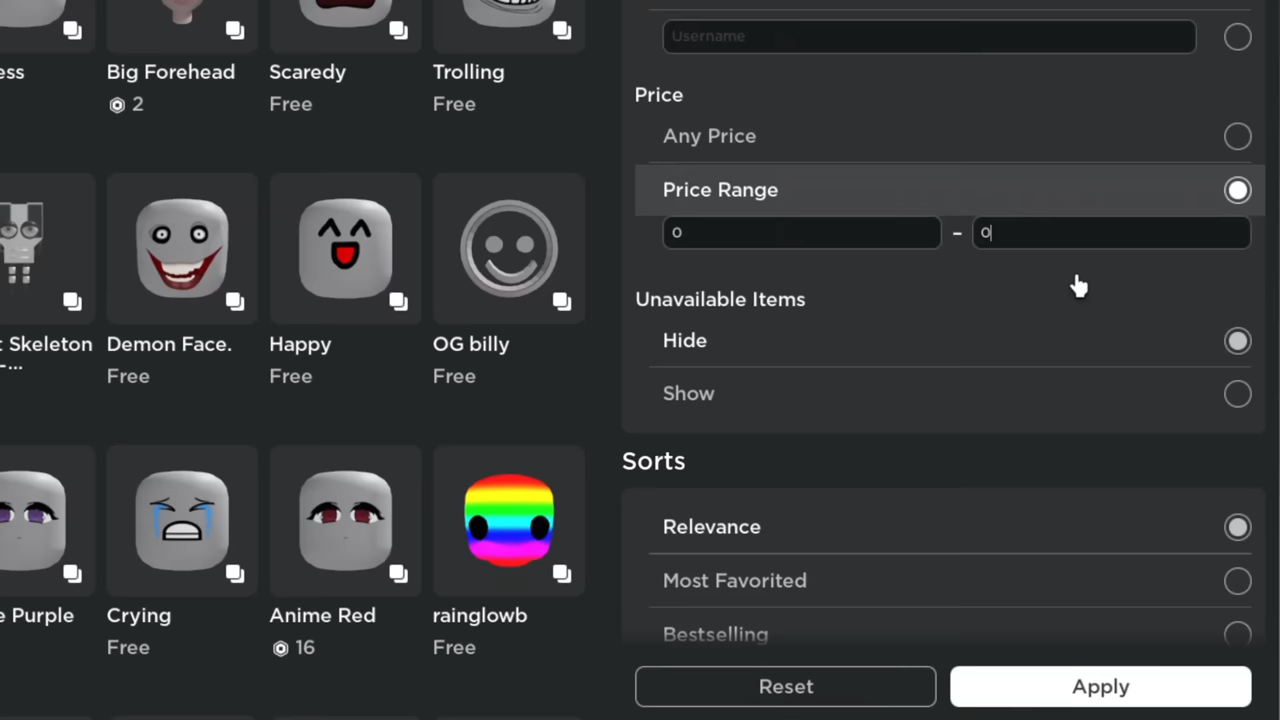 ess
Big Forehead
Scaredy
Trolling
2
Free
Free
t Skeleton
-...
Demon Face.
Happy
OG billy
Free
Free
Free
e Purple
Crying
Anime Red
rainglowb
Free
16
Free
Username
Price
Any Price
Price Range
0
-
0
Unavailable Items
Hide
Show
Sorts
Relevance
Most Favorited
Bestselling
Reset
Apply